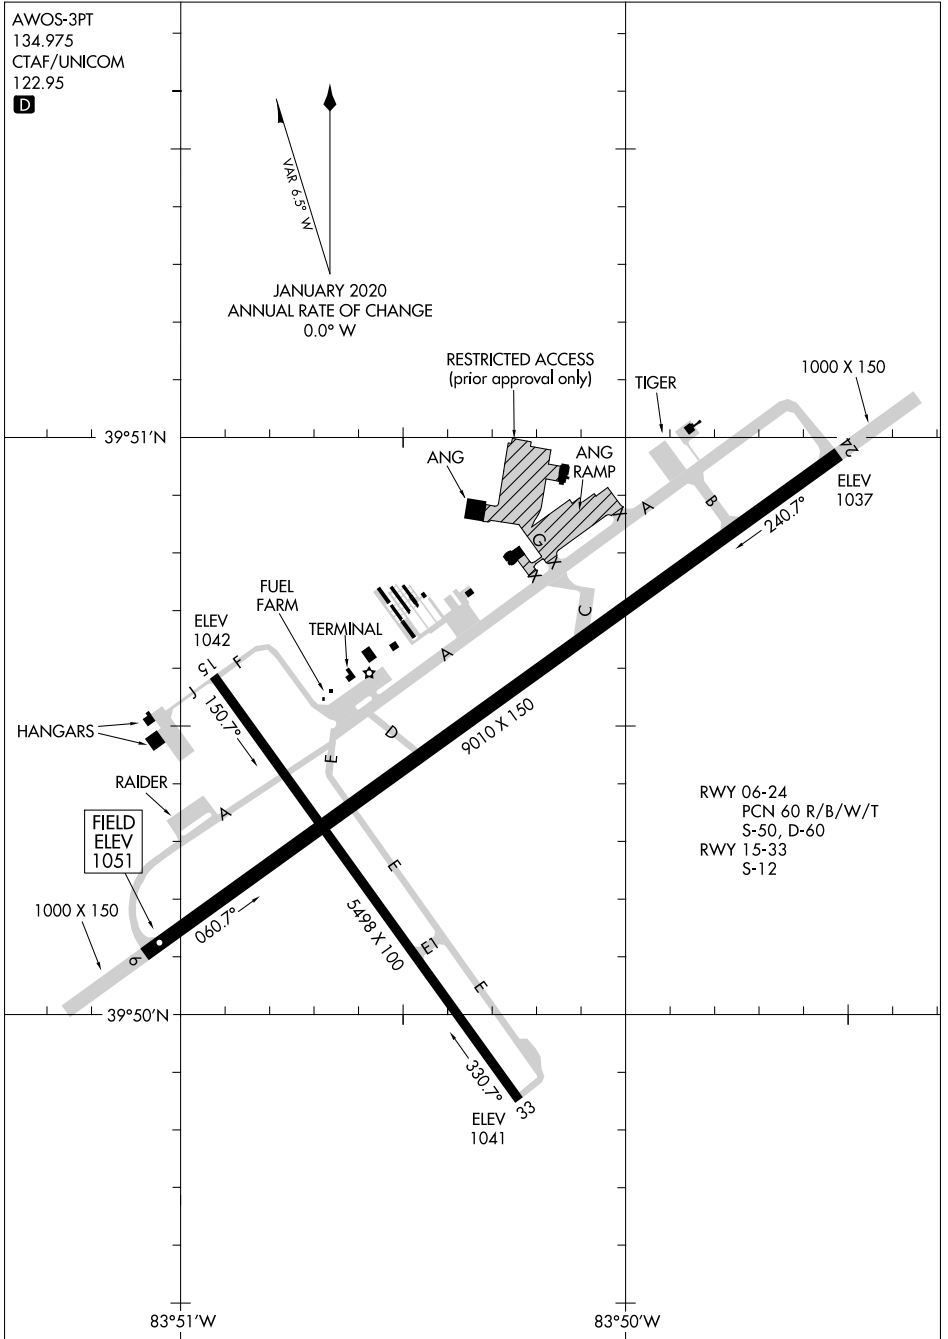 AWOS-3PT
134.975
CTAF/UNICOM
122.95
D
VAR 6.5° W
JANUARY 2020
ANNUAL RATE OF CHANGE
0.0° W
RESTRICTED ACCESS
(prior approval only)
TIGER
1000 X 150
39°51'N
ANG
ANG
RAMP
24
ELEV
1037
240.7°
A
B
X
G
X
X
C
FUEL
FARM
TERMINAL
ELEV
1042
15
F
J
A
150.7°
HANGARS
D
E
9010 X 150
RAIDER
A
FIELD
ELEV
1051
RWY 06-24
PCN 60 R/B/W/T
S-50, D-60
RWY 15-33
S-12
1000 X 150
060.7°
6
E
5498 X 100
E1
E
39°50'N
330.7°
33
ELEV
1041
83°51'W
83°50'W